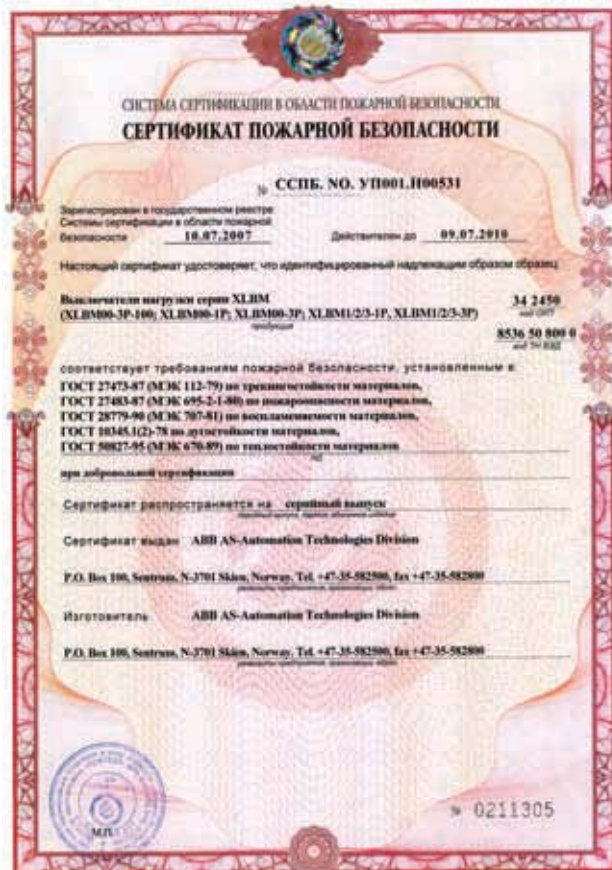 СИСТЕМА СЕРТИФИКАЦИИ В ОБЛАСТИ ПОЖАРНОЙ БЕЗОПАСНОСТИ
СЕРТИФИКАТ ПОЖАРНОЙ БЕЗОПАСНОСТИ
№ ССПБ. NO. УП001.Н00531
Зарегистрирован в государственном реестре
Системы сертификации в области пожарной
безопасности 10.07.2007 Действителен до 09.07.2010
Настоящий сертификат удостоверяет, что идентифицированный надлежащим образом образец
Выключатели нагрузки серии XLBM 34 2450
(XLBM00-3P-100; XLBM00-1P; XLBM00-3P; XLBM1/2/3-1P, XLBM1/2/3-3P) код ОКП
продукция
8536 50 800 0
код ТН ВЭД
соответствует требованиям пожарной безопасности, установленным в
ГОСТ 27473-87 (МЭК 112-79) по трекингостойкости материалов,
ГОСТ 27483-87 (МЭК 695-2-1-80) по пожароопасности материалов,
ГОСТ 28779-90 (МЭК 707-81) по воспламеняемости материалов,
ГОСТ 10345.1(2)-78 по дугостойкости материалов,
ГОСТ 50827-95 (МЭК 670-89) по теплостойкости материалов
НД
при добровольной сертификации
Сертификат распространяется на серийный выпуск
Сертификат выдан ABB AS-Automation Technologies Division
P.O. Box 100, Sentrum, N-3701 Skien, Norway. Tel. +47-35-582500, fax +47-35-582800
Изготовитель ABB AS-Automation Technologies Division
P.O. Box 100, Sentrum, N-3701 Skien, Norway. Tel. +47-35-582500, fax +47-35-582800
М.П.
№ 0211305